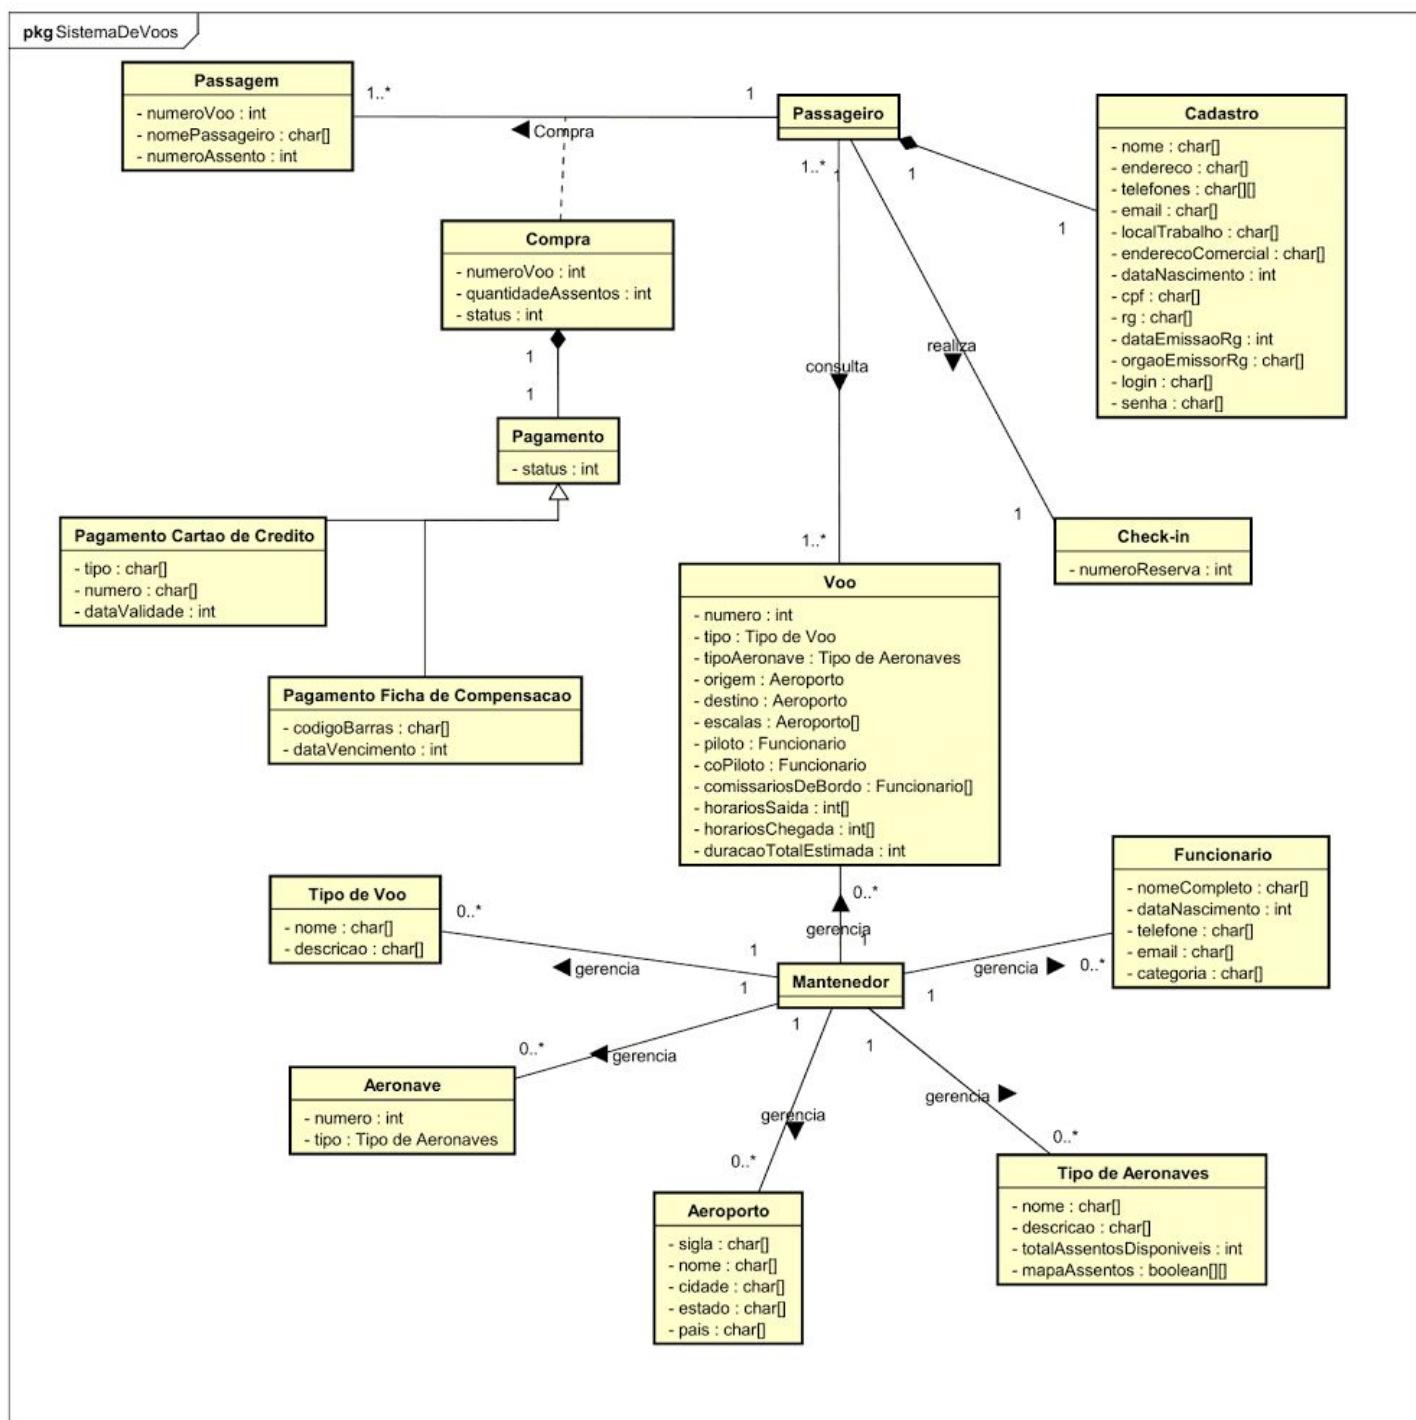 pkg SistemaDeVoos
Passagem
- numeroVoo : int
- nomePassageiro : char[]
- numeroAssento : int
1..*
1
Compra
Passageiro
1..*
1
1
1
Cadastro
- nome : char[]
- endereco : char[]
- telefones : char[][]
- email : char[]
- localTrabalho : char[]
- enderecoComercial : char[]
- dataNascimento : int
- cpf : char[]
- rg : char[]
- dataEmissaoRg : int
- orgaoEmissorRg : char[]
- login : char[]
- senha : char[]
Compra
- numeroVoo : int
- quantidadeAssentos : int
- status : int
1
1
Pagamento
- status : int
consulta
realiza
Pagamento Cartao de Credito
- tipo : char[]
- numero : char[]
- dataValidade : int
1..*
1
Check-in
- numeroReserva : int
Pagamento Ficha de Compensacao
- codigoBarras : char[]
- dataVencimento : int
Voo
- numero : int
- tipo : Tipo de Voo
- tipoAeronave : Tipo de Aeronaves
- origem : Aeroporto
- destino : Aeroporto
- escalas : Aeroporto[]
- piloto : Funcionario
- coPiloto : Funcionario
- comissariosDeBordo : Funcionario[]
- horariosSaida : int[]
- horariosChegada : int[]
- duracaoTotalEstimada : int
Funcionario
- nomeCompleto : char[]
- dataNascimento : int
- telefone : char[]
- email : char[]
- categoria : char[]
Tipo de Voo
- nome : char[]
- descricao : char[]
0..*
0..*
gerencia
1
1
gerencia
gerencia
0..*
1
Mantenedor
1
1
1
0..*
gerencia
Aeronave
- numero : int
- tipo : Tipo de Aeronaves
gerencia
gerencia
0..*
0..*
Aeroporto
- sigla : char[]
- nome : char[]
- cidade : char[]
- estado : char[]
- pais : char[]
Tipo de Aeronaves
- nome : char[]
- descricao : char[]
- totalAssentosDisponiveis : int
- mapaAssentos : boolean[][]